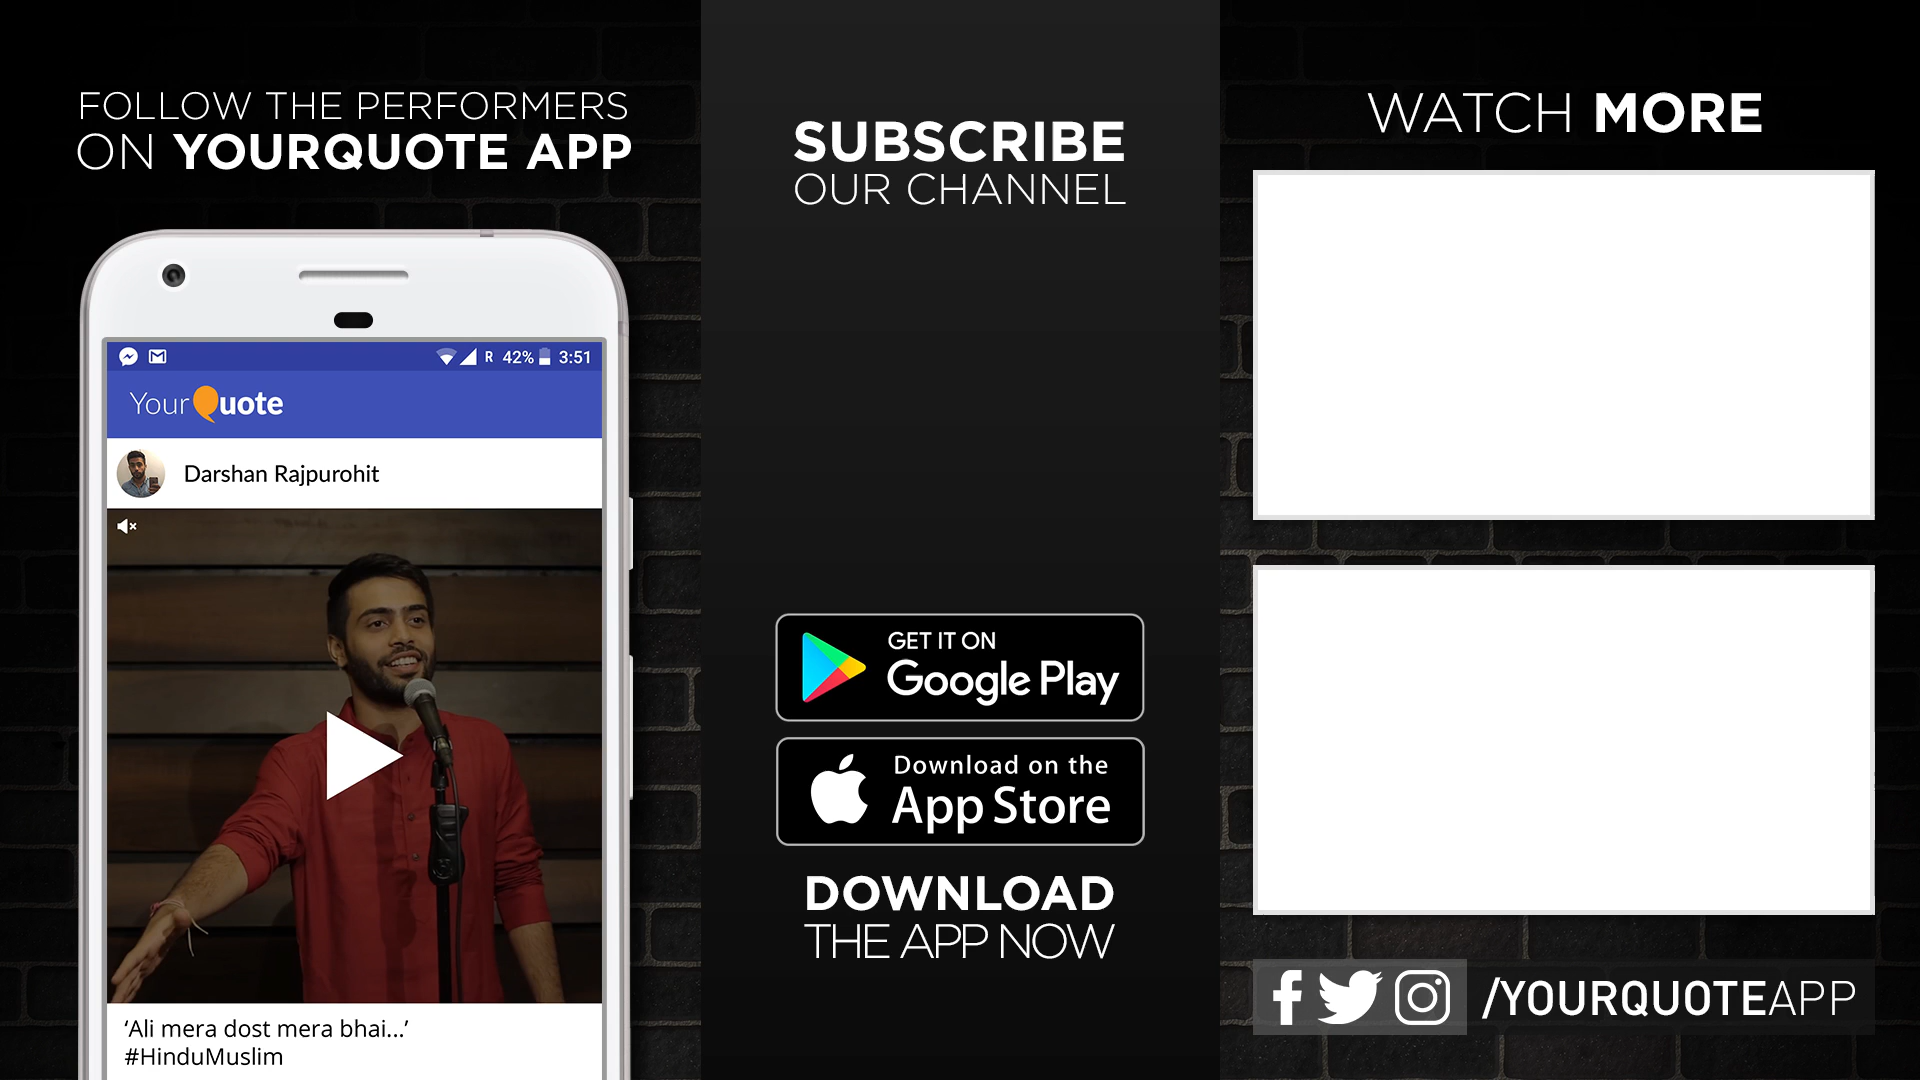 FOLLOW THE PERFORMERS
ON YOURQUOTE APP
R 42% 3:51
YourQuote
Darshan Rajpurohit
‘Ali mera dost mera bhai...’
#HinduMuslim
SUBSCRIBE
OUR CHANNEL
GET IT ON
Google Play
Download on the
App Store
DOWNLOAD
THE APP NOW
WATCH MORE
/YOURQUOTEAPP